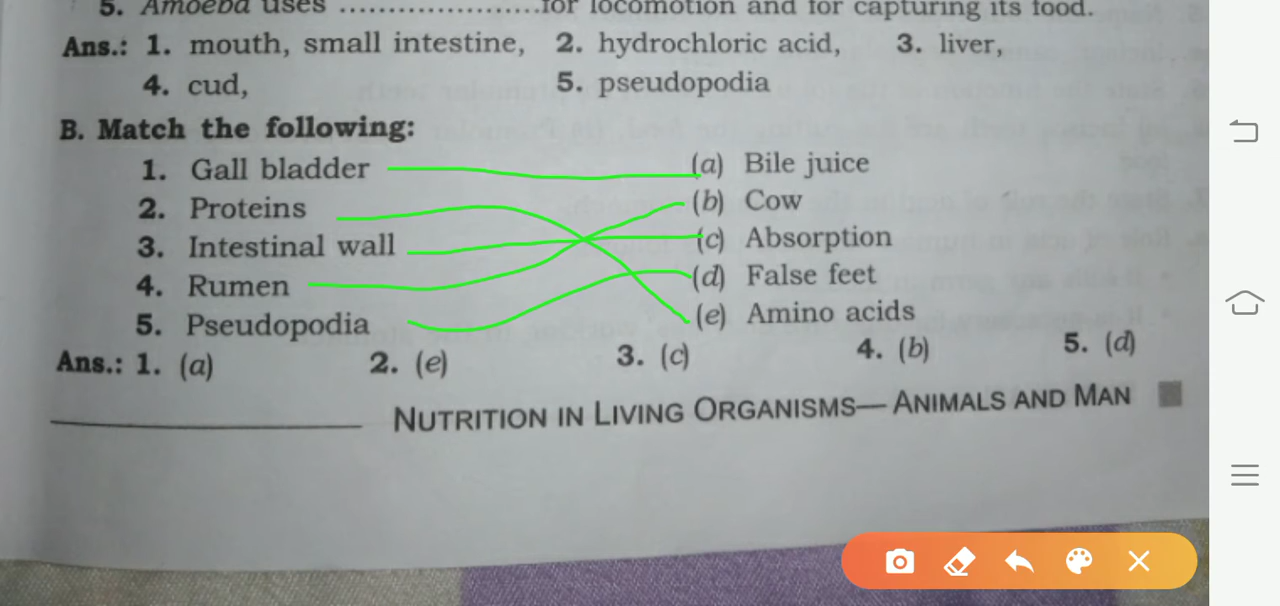 5. Amoeba uses ....................for locomotion and for capturing its food.
Ans.: 1. mouth, small intestine, 2. hydrochloric acid, 3. liver,
4. cud, 5. pseudopodia
B. Match the following:
1. Gall bladder (a) Bile juice
2. Proteins (b) Cow
3. Intestinal wall (c) Absorption
4. Rumen (d) False feet
5. Pseudopodia (e) Amino acids
Ans.: 1. (a) 2. (e) 3. (c) 4. (b) 5. (d)
NUTRITION IN LIVING ORGANISMS— ANIMALS AND MAN